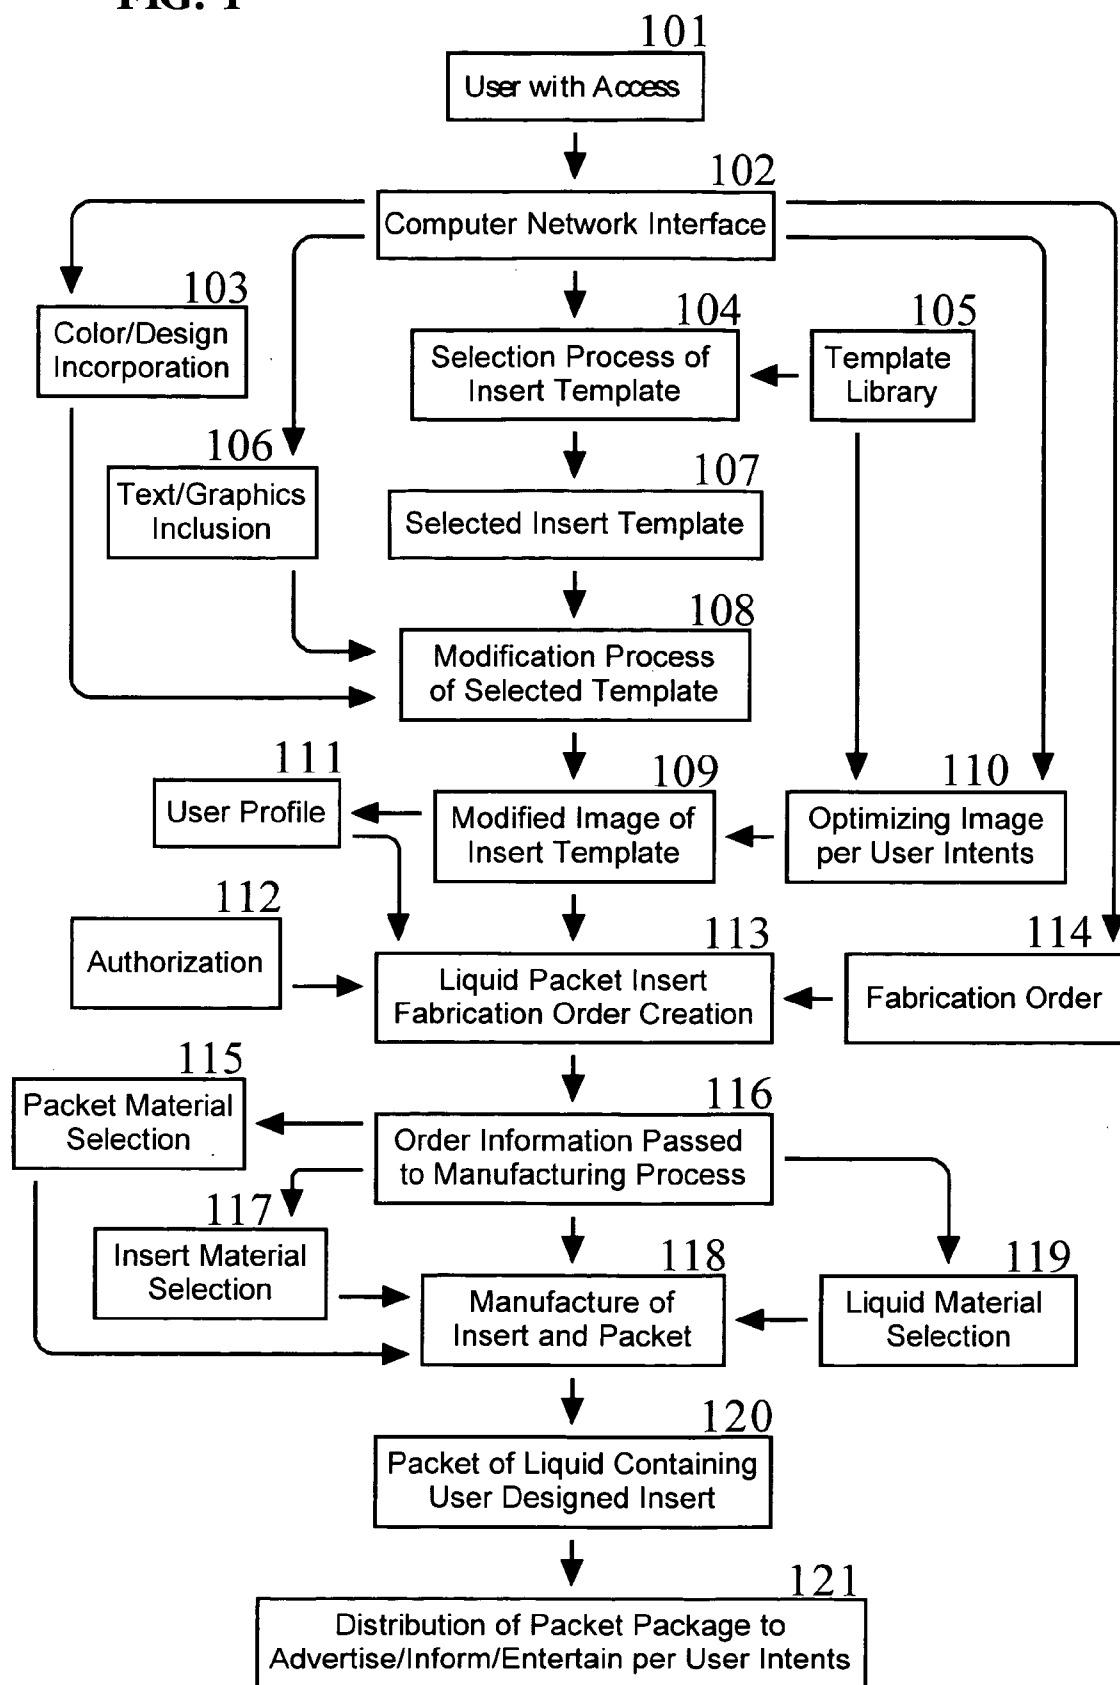 FIG. 1
101
User with Access
102
Computer Network Interface
103
Color/Design
Incorporation
104
Selection Process of
Insert Template
105
Template
Library
106
Text/Graphics
Inclusion
107
Selected Insert Template
108
Modification Process
of Selected Template
111
User Profile
109
Modified Image of
Insert Template
110
Optimizing Image
per User Intents
112
Authorization
113
Liquid Packet Insert
Fabrication Order Creation
114
Fabrication Order
115
Packet Material
Selection
116
Order Information Passed
to Manufacturing Process
117
Insert Material
Selection
118
Manufacture of
Insert and Packet
119
Liquid Material
Selection
120
Packet of Liquid Containing
User Designed Insert
121
Distribution of Packet Package to
Advertise/Inform/Entertain per User Intents